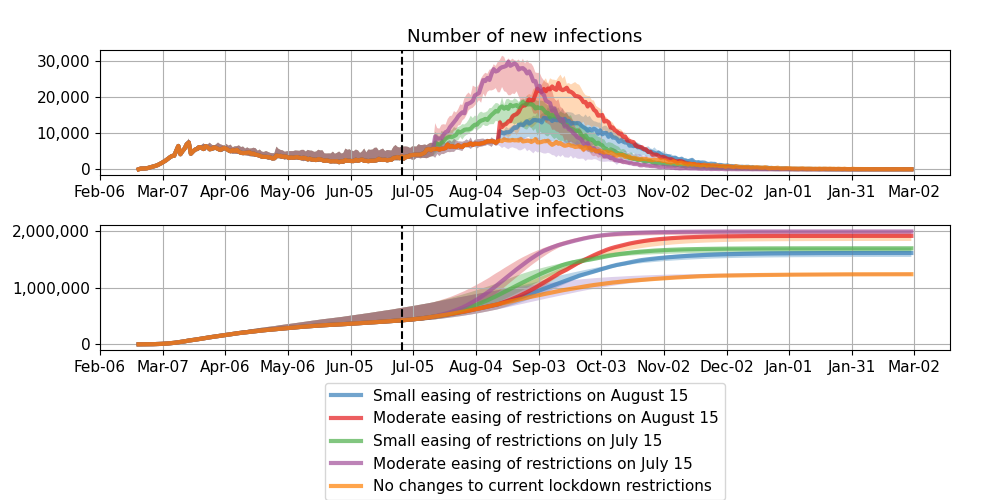 Number of new infections
30,000
20,000
10,000
0
Feb-06 Mar-07 Apr-06 May-06 Jun-05 Jul-05 Aug-04 Sep-03 Oct-03 Nov-02 Dec-02 Jan-01 Jan-31 Mar-02
Cumulative infections
2,000,000
1,000,000
0
Feb-06 Mar-07 Apr-06 May-06 Jun-05 Jul-05 Aug-04 Sep-03 Oct-03 Nov-02 Dec-02 Jan-01 Jan-31 Mar-02
Small easing of restrictions on August 15
Moderate easing of restrictions on August 15
Small easing of restrictions on July 15
Moderate easing of restrictions on July 15
No changes to current lockdown restrictions